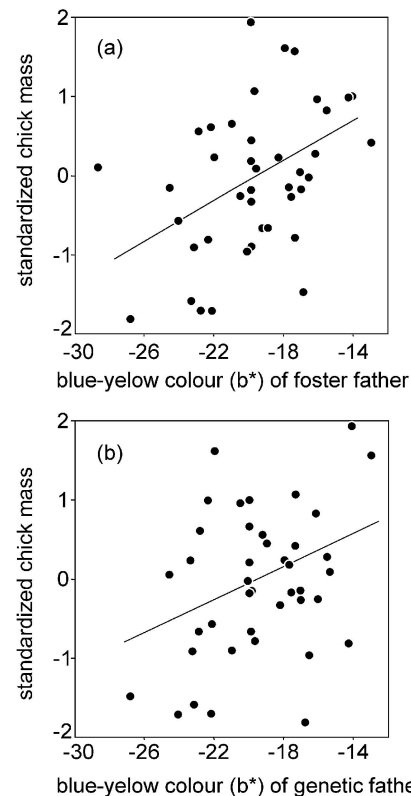 (a)
standardized chick mass
2
1
0
-1
-2
-30 -26 -22 -18 -14
blue-yelow colour (b*) of foster father
(b)
standardized chick mass
2
1
0
-1
-2
-30 -26 -22 -18 -14
blue-yelow colour (b*) of genetic fathe